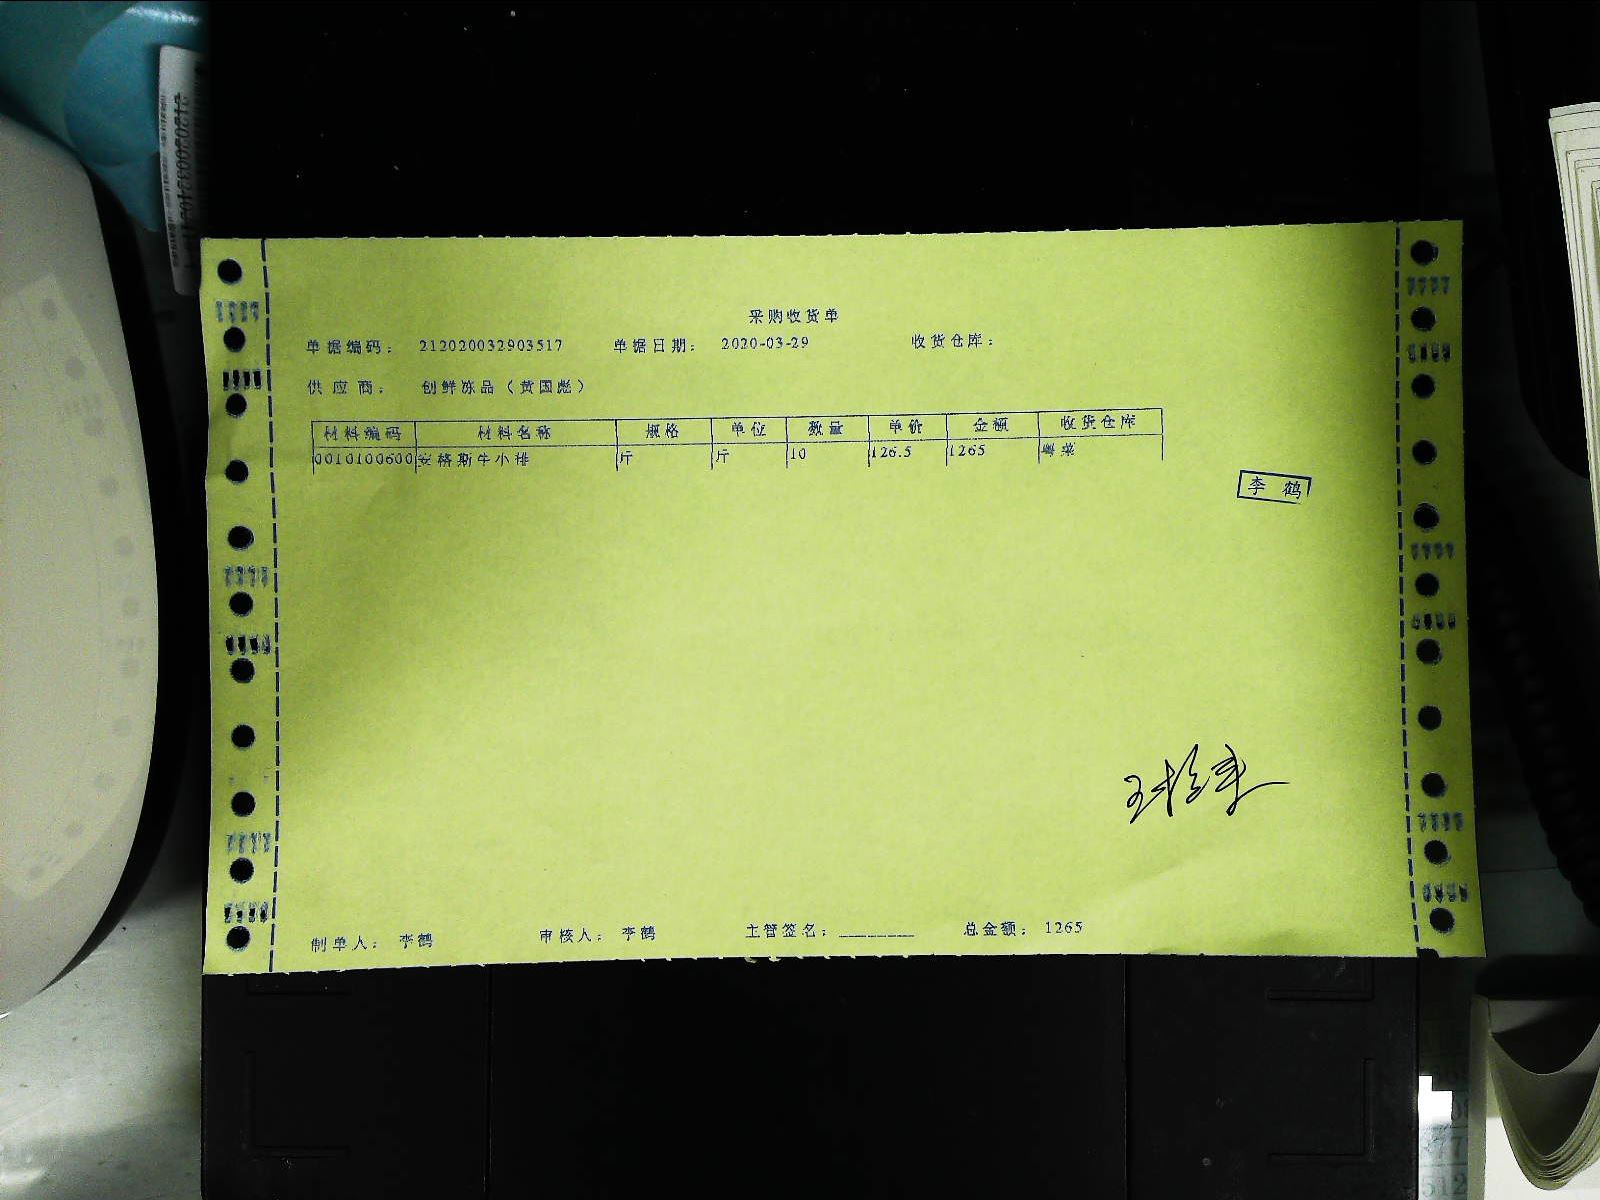 采购收货单
单据编码： 212020032903517 单据日期： 2020-03-29 收货仓库：
供应商： 创鲜冻品（黄国彪）
材料编码 材料名称 规格 单位 数量 单价 金额 收货仓库
0010100600 安格斯牛小排 斤 斤 10 126.5 1265 粤菜
李鹤
制单人： 李鹤 审核人： 李鹤 主管签名：________ 总金额： 1265